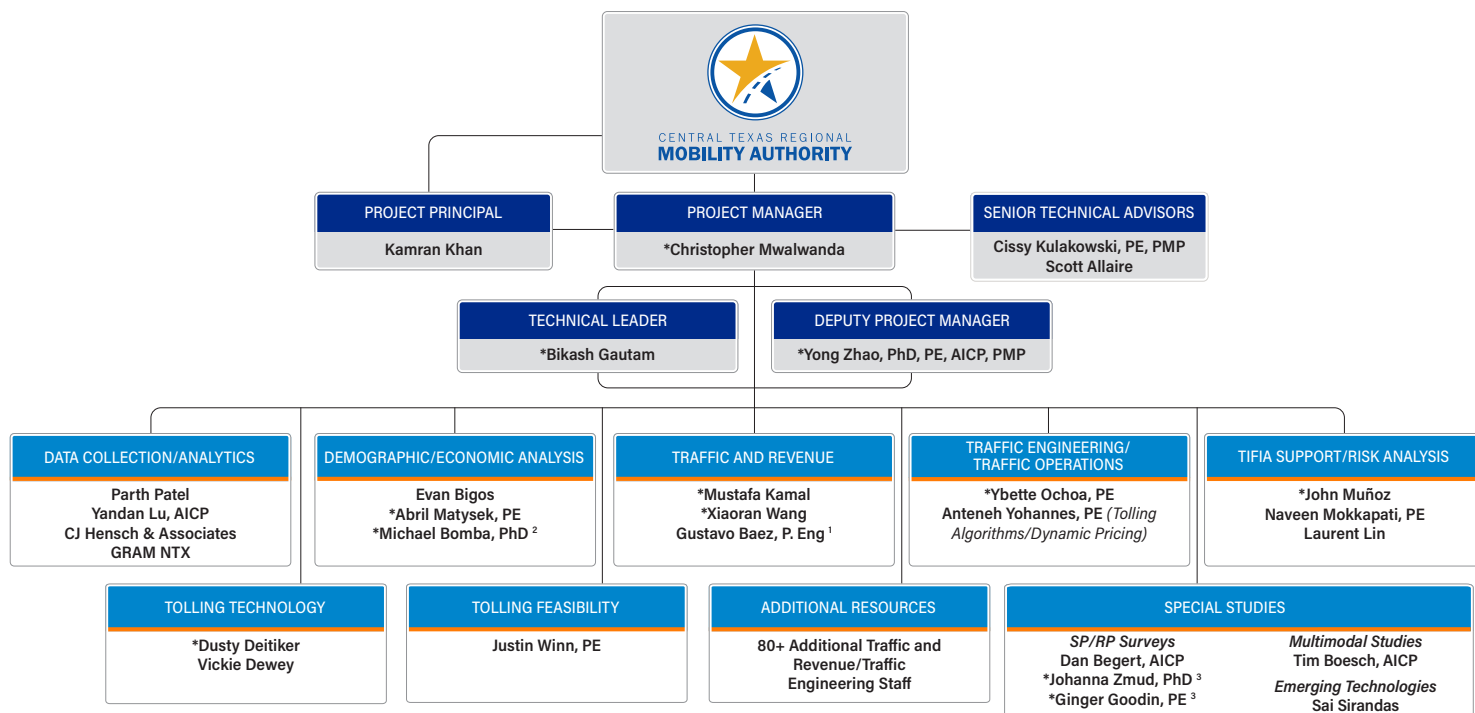 CENTRAL TEXAS REGIONAL
MOBILITY AUTHORITY
PROJECT PRINCIPAL
Kamran Khan
PROJECT MANAGER
*Christopher Mwalwanda
SENIOR TECHNICAL ADVISORS
Cissy Kulakowski, PE, PMP
Scott Allaire
TECHNICAL LEADER
*Bikash Gautam
DEPUTY PROJECT MANAGER
*Yong Zhao, PhD, PE, AICP, PMP
DATA COLLECTION/ANALYTICS
Parth Patel
Yandan Lu, AICP
CJ Hensch & Associates
GRAM NTX
DEMOGRAPHIC/ECONOMIC ANALYSIS
Evan Bigos
*Abril Matysek, PE
*Michael Bomba, PhD ²
TRAFFIC AND REVENUE
*Mustafa Kamal
*Xiaoran Wang
Gustavo Baez, P. Eng ¹
TRAFFIC ENGINEERING/
TRAFFIC OPERATIONS
*Ybette Ochoa, PE
Anteneh Yohannes, PE (Tolling
Algorithms/Dynamic Pricing)
TIFIA SUPPORT/RISK ANALYSIS
*John Muñoz
Naveen Mokkapati, PE
Laurent Lin
TOLLING TECHNOLOGY
*Dusty Deitiker
Vickie Dewey
TOLLING FEASIBILITY
Justin Winn, PE
ADDITIONAL RESOURCES
80+ Additional Traffic and
Revenue/Traffic
Engineering Staff
SPECIAL STUDIES
SP/RP Surveys
Dan Begert, AICP
*Johanna Zmud, PhD ³
*Ginger Goodin, PE ³
Multimodal Studies
Tim Boesch, AICP
Emerging Technologies
Sai Sirandas